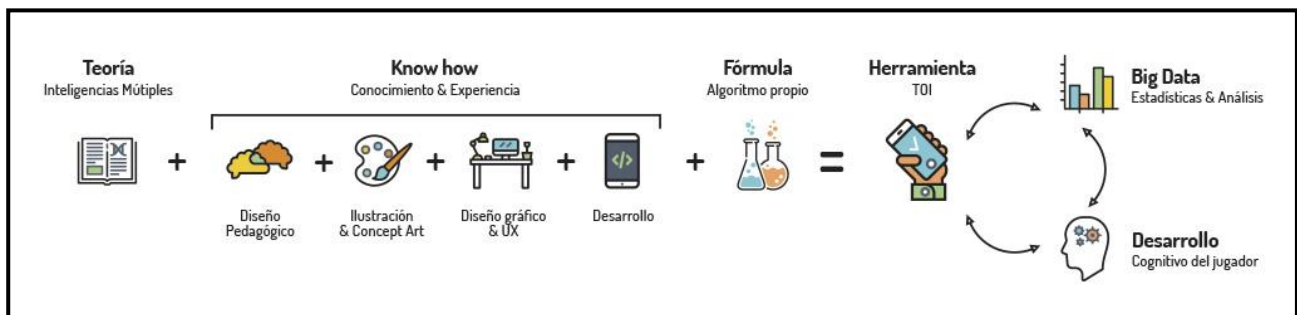 Teoría
Inteligencias Mútiples
Know how
Conocimiento & Experiencia
Fórmula
Algoritmo propio
Herramienta
TOI
Big Data
Estadísticas & Análisis
+
+
+
+
</>
+
=
Diseño
Pedagógico
Ilustración
& Concept Art
Diseño gráfico
& UX
Desarrollo
Desarrollo
Cognitivo del jugador